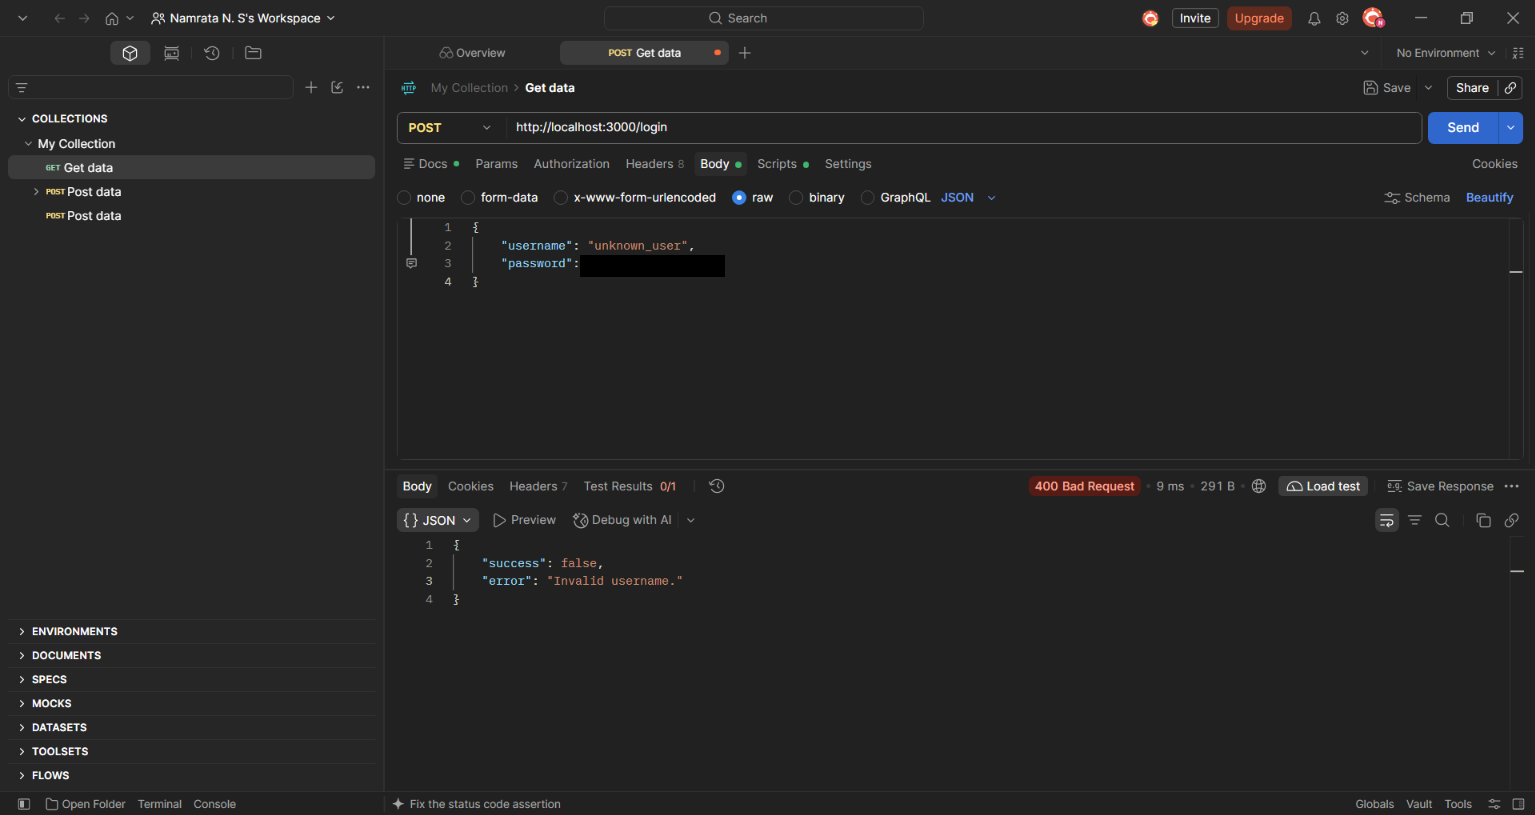 Namrata N. S's Workspace
Search
Invite
Upgrade
Overview
POST Get data
No Environment
COLLECTIONS
My Collection
GET Get data
POST Post data
POST Post data
HTTP
My Collection > Get data
Save
Share
POST
http://localhost:3000/login
Send
Docs
Params
Authorization
Headers 8
Body
Scripts
Settings
Cookies
none
form-data
x-www-form-urlencoded
raw
binary
GraphQL
JSON
Schema
Beautify
1 {
2 "username": "unknown_user",
3 "password":
4 }
Body
Cookies
Headers 7
Test Results 0/1
400 Bad Request
9 ms
291 B
Load test
e.g. Save Response
{} JSON
Preview
Debug with AI
1 {
2 "success": false,
3 "error": "Invalid username."
4 }
ENVIRONMENTS
DOCUMENTS
SPECS
MOCKS
DATASETS
TOOLSETS
FLOWS
Open Folder
Terminal
Console
Fix the status code assertion
Globals
Vault
Tools